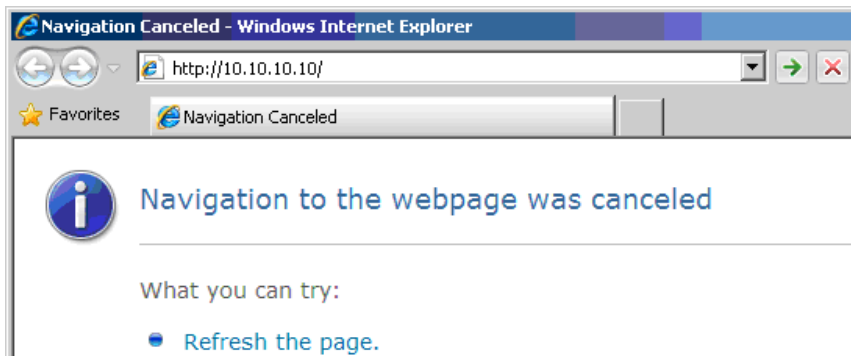 Navigation Canceled - Windows Internet Explorer
http://10.10.10.10/
Favorites
Navigation Canceled
Navigation to the webpage was canceled
What you can try:
Refresh the page.